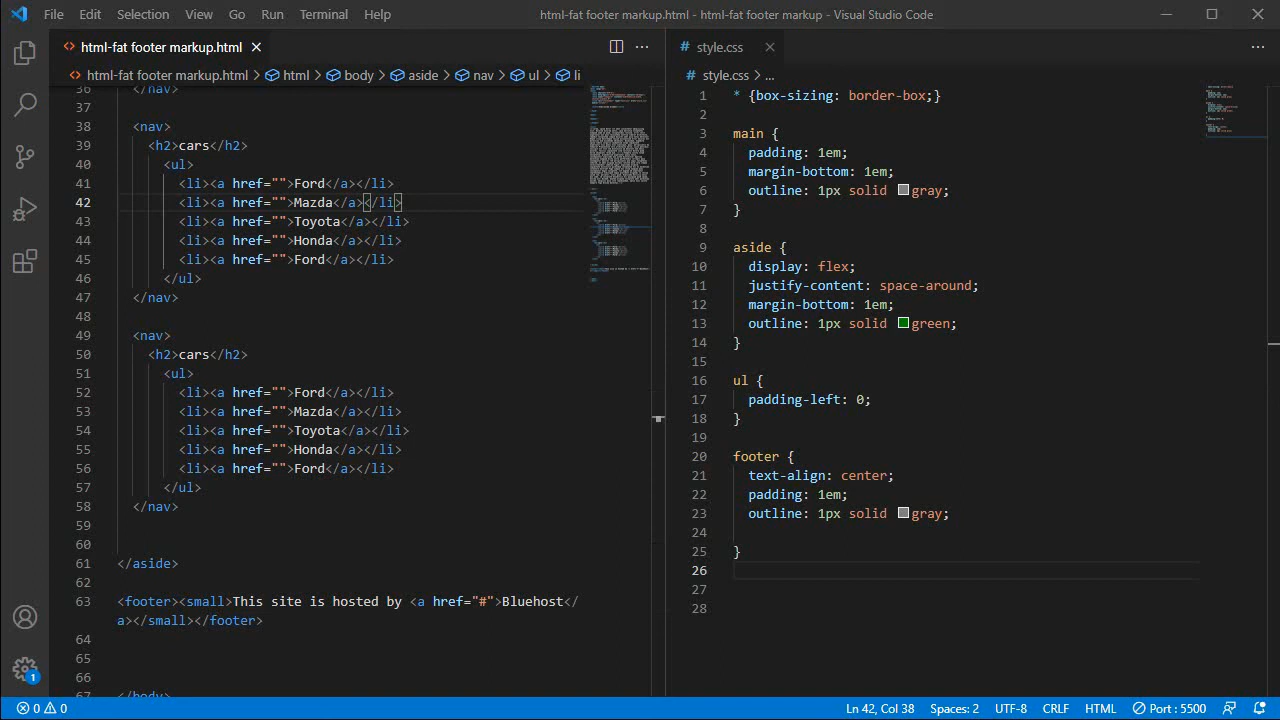 File Edit Selection View Go Run Terminal Help html-fat footer markup.html - html-fat footer markup - Visual Studio Code
html-fat footer markup.html
html-fat footer markup.html > html > body > aside > nav > ul > li
36 </nav>
37
38 <nav>
39 <h2>cars</h2>
40 <ul>
41 <li><a href="">Ford</a></li>
42 <li><a href="">Mazda</a></li>
43 <li><a href="">Toyota</a></li>
44 <li><a href="">Honda</a></li>
45 <li><a href="">Ford</a></li>
46 </ul>
47 </nav>
48
49 <nav>
50 <h2>cars</h2>
51 <ul>
52 <li><a href="">Ford</a></li>
53 <li><a href="">Mazda</a></li>
54 <li><a href="">Toyota</a></li>
55 <li><a href="">Honda</a></li>
56 <li><a href="">Ford</a></li>
57 </ul>
58 </nav>
59
60
61 </aside>
62
63 <footer><small>This site is hosted by <a href="#">Bluehost</
a></small></footer>
64
65
66
67 </body>
style.css
style.css > ...
1 * {box-sizing: border-box;}
2
3 main {
4 padding: 1em;
5 margin-bottom: 1em;
6 outline: 1px solid gray;
7 }
8
9 aside {
10 display: flex;
11 justify-content: space-around;
12 margin-bottom: 1em;
13 outline: 1px solid green;
14 }
15
16 ul {
17 padding-left: 0;
18 }
19
20 footer {
21 text-align: center;
22 padding: 1em;
23 outline: 1px solid gray;
24
25 }
26
27
28
1
0 0 Ln 42, Col 38 Spaces: 2 UTF-8 CRLF HTML Port : 5500